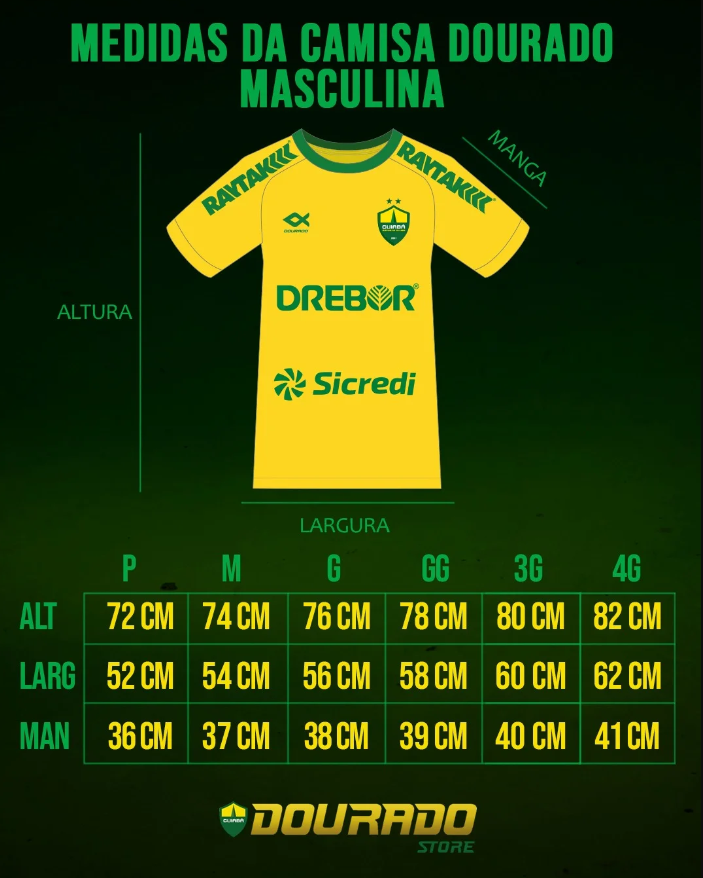 MEDIDAS DA CAMISA DOURADO
MASCULINA
MANGA
RAYTAK
RAYTAK
DOURADO
CUIABÁ
ALTURA
DREBOR®
Sicredi
LARGURA
P M G GG 3G 4G
ALT 72 CM 74 CM 76 CM 78 CM 80 CM 82 CM
LARG 52 CM 54 CM 56 CM 58 CM 60 CM 62 CM
MAN 36 CM 37 CM 38 CM 39 CM 40 CM 41 CM
CUIABÁ
DOURADO
STORE